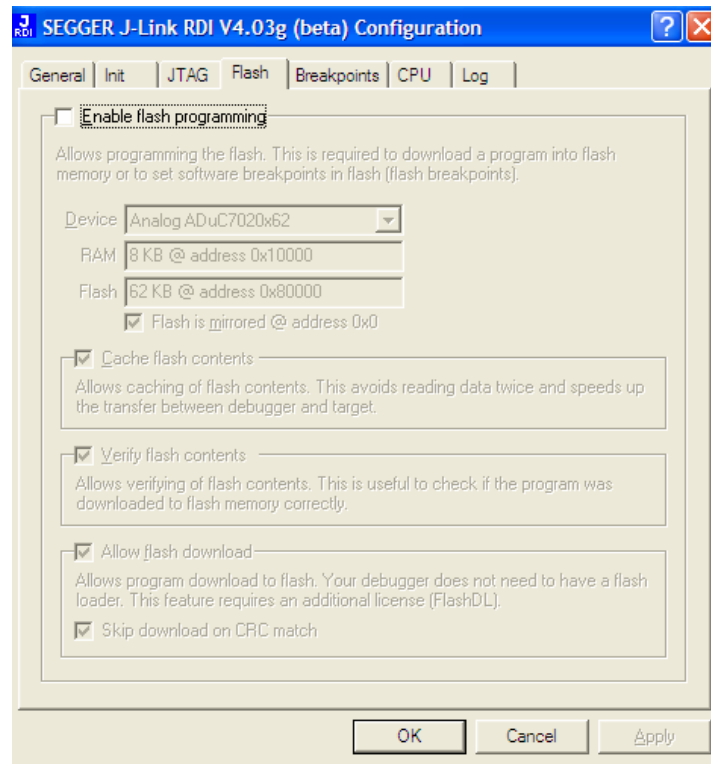 J RDI SEGGER J-Link RDI V4.03g (beta) Configuration ? X
General Init JTAG Flash Breakpoints CPU Log
Enable flash programming
Allows programming the flash. This is required to download a program into flash
memory or to set software breakpoints in flash (flash breakpoints).
Device Analog ADuC7020x62
RAM 8 KB @ address 0x10000
Flash 62 KB @ address 0x80000
Flash is mirrored @ address 0x0
Cache flash contents
Allows caching of flash contents. This avoids reading data twice and speeds up
the transfer between debugger and target.
Verify flash contents
Allows verifying of flash contents. This is useful to check if the program was
downloaded to flash memory correctly.
Allow flash download
Allows program download to flash. Your debugger does not need to have a flash
loader. This feature requires an additional license (FlashDL).
Skip download on CRC match
OK Cancel Apply